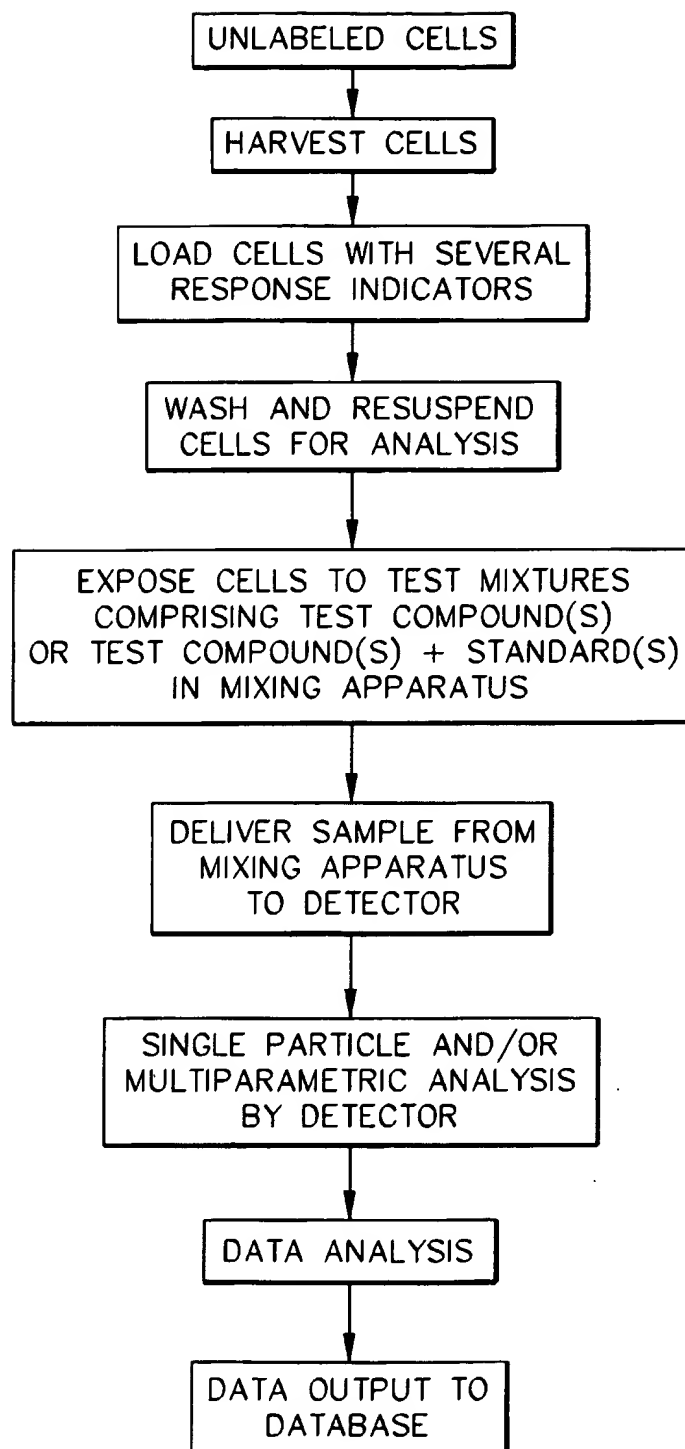 UNLABELED CELLS
HARVEST CELLS
LOAD CELLS WITH SEVERAL
RESPONSE INDICATORS
WASH AND RESUSPEND
CELLS FOR ANALYSIS
EXPOSE CELLS TO TEST MIXTURES
COMPRISING TEST COMPOUND(S)
OR TEST COMPOUND(S) + STANDARD(S)
IN MIXING APPARATUS
DELIVER SAMPLE FROM
MIXING APPARATUS
TO DETECTOR
SINGLE PARTICLE AND/OR
MULTIPARAMETRIC ANALYSIS
BY DETECTOR
DATA ANALYSIS
DATA OUTPUT TO
DATABASE